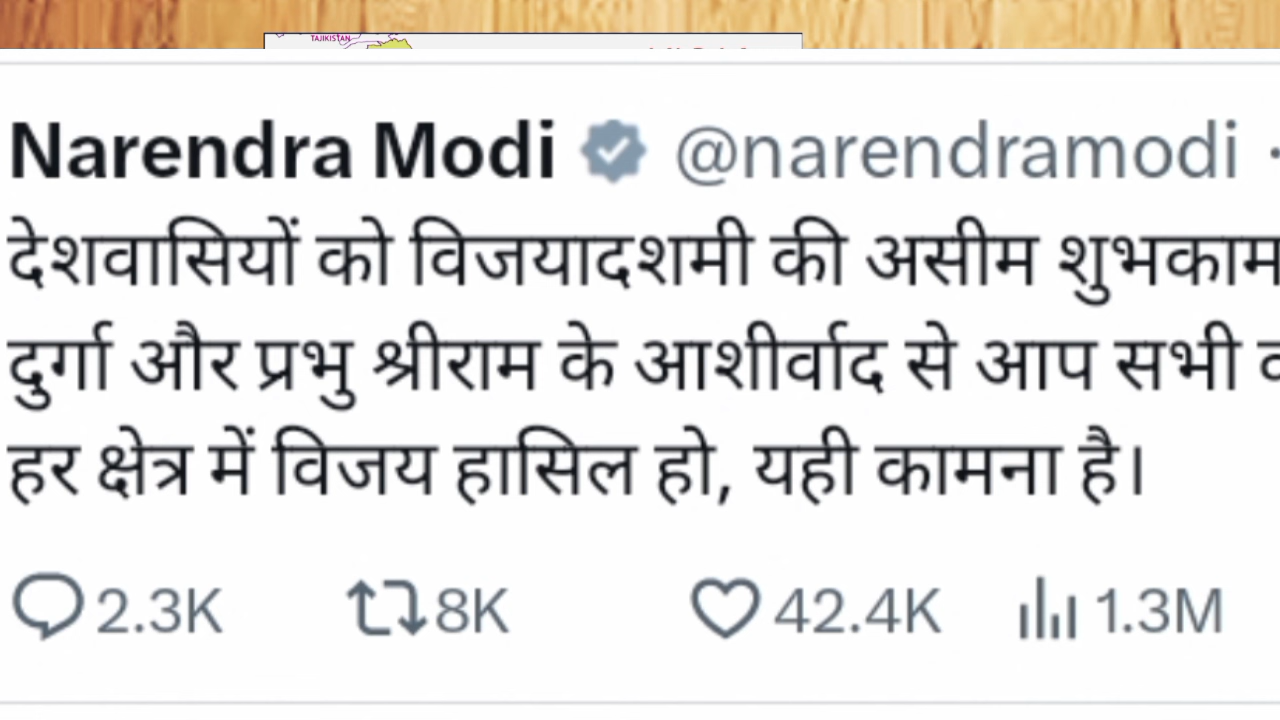 TAJIKISTAN
Narendra Modi @narendramodi ·
देशवासियों को विजयादशमी की असीम
दुर्गा और प्रभु श्रीराम के आशीर्वाद से आप सभी
हर क्षेत्र में विजय हासिल हो, यही कामना है।
2.3K 8K 42.4K 1.3M